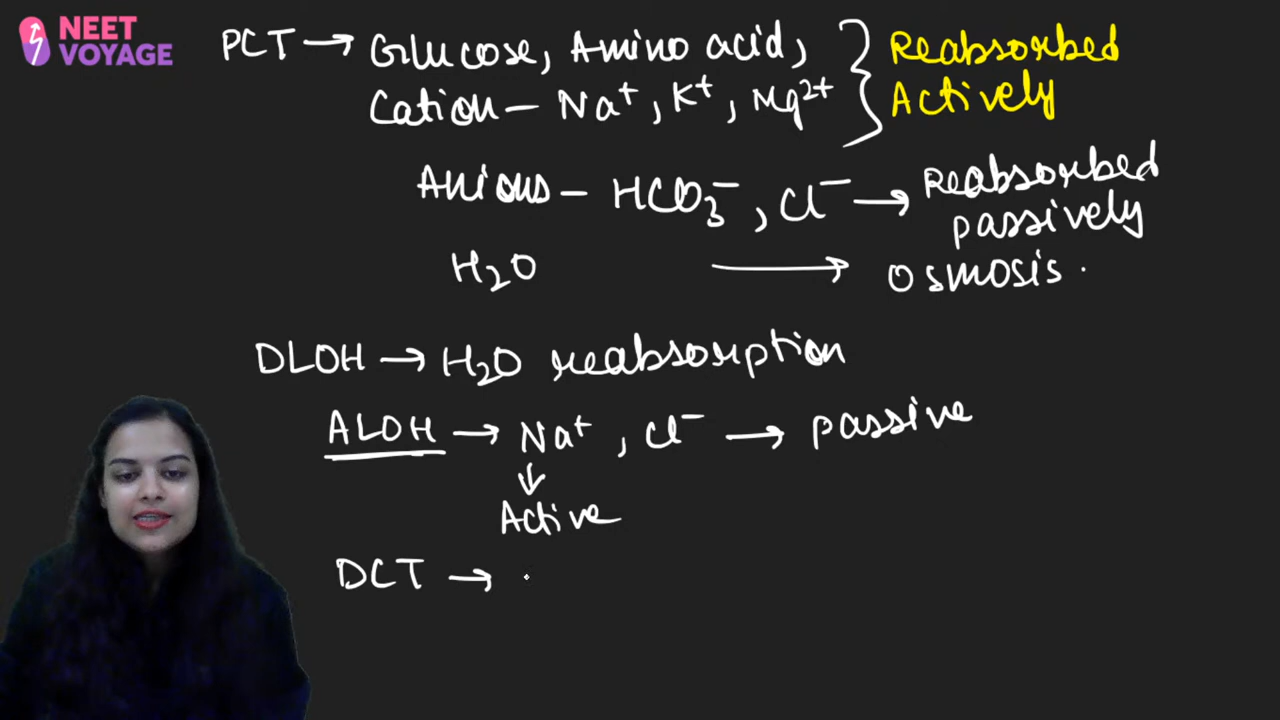 NEET
VOYAGE
PCT → Glucose, Amino acid,
Cation – Na⁺, K⁺, Mg²⁺
} Reabsorbed
Actively
Anions – HCO₃⁻, Cl⁻ → Reabsorbed
passively
H₂O → osmosis.
DLOH → H₂O reabsorption
ALOH → Na⁺, Cl⁻ → passive
↓
Active
DCT →